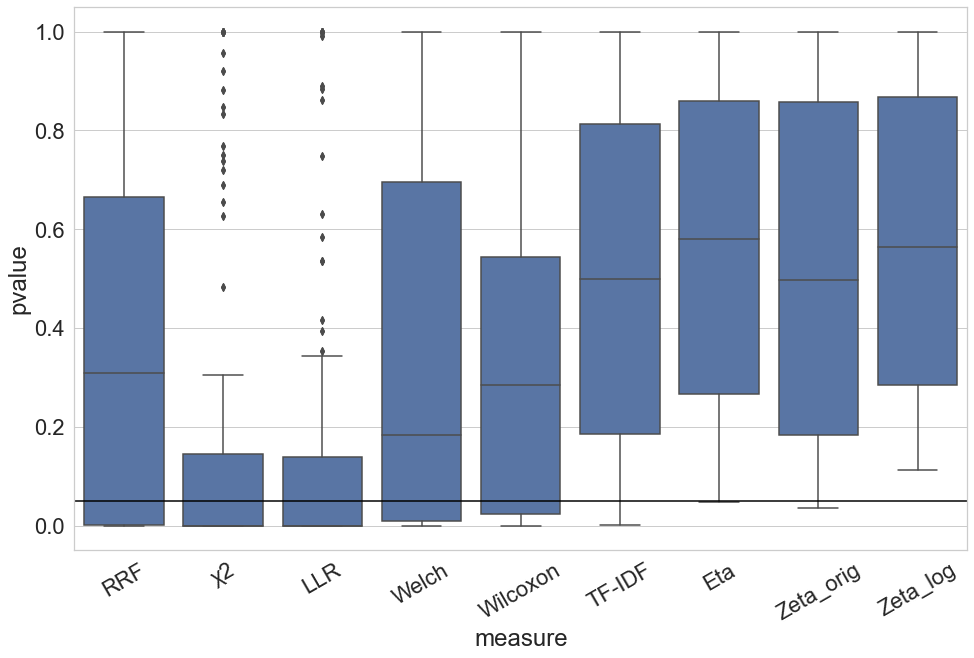 pvalue
1.0
0.8
0.6
0.4
0.2
0.0
RRF
χ2
LLR
Welch
Wilcoxon
TF-IDF
Eta
Zeta_orig
Zeta_log
measure